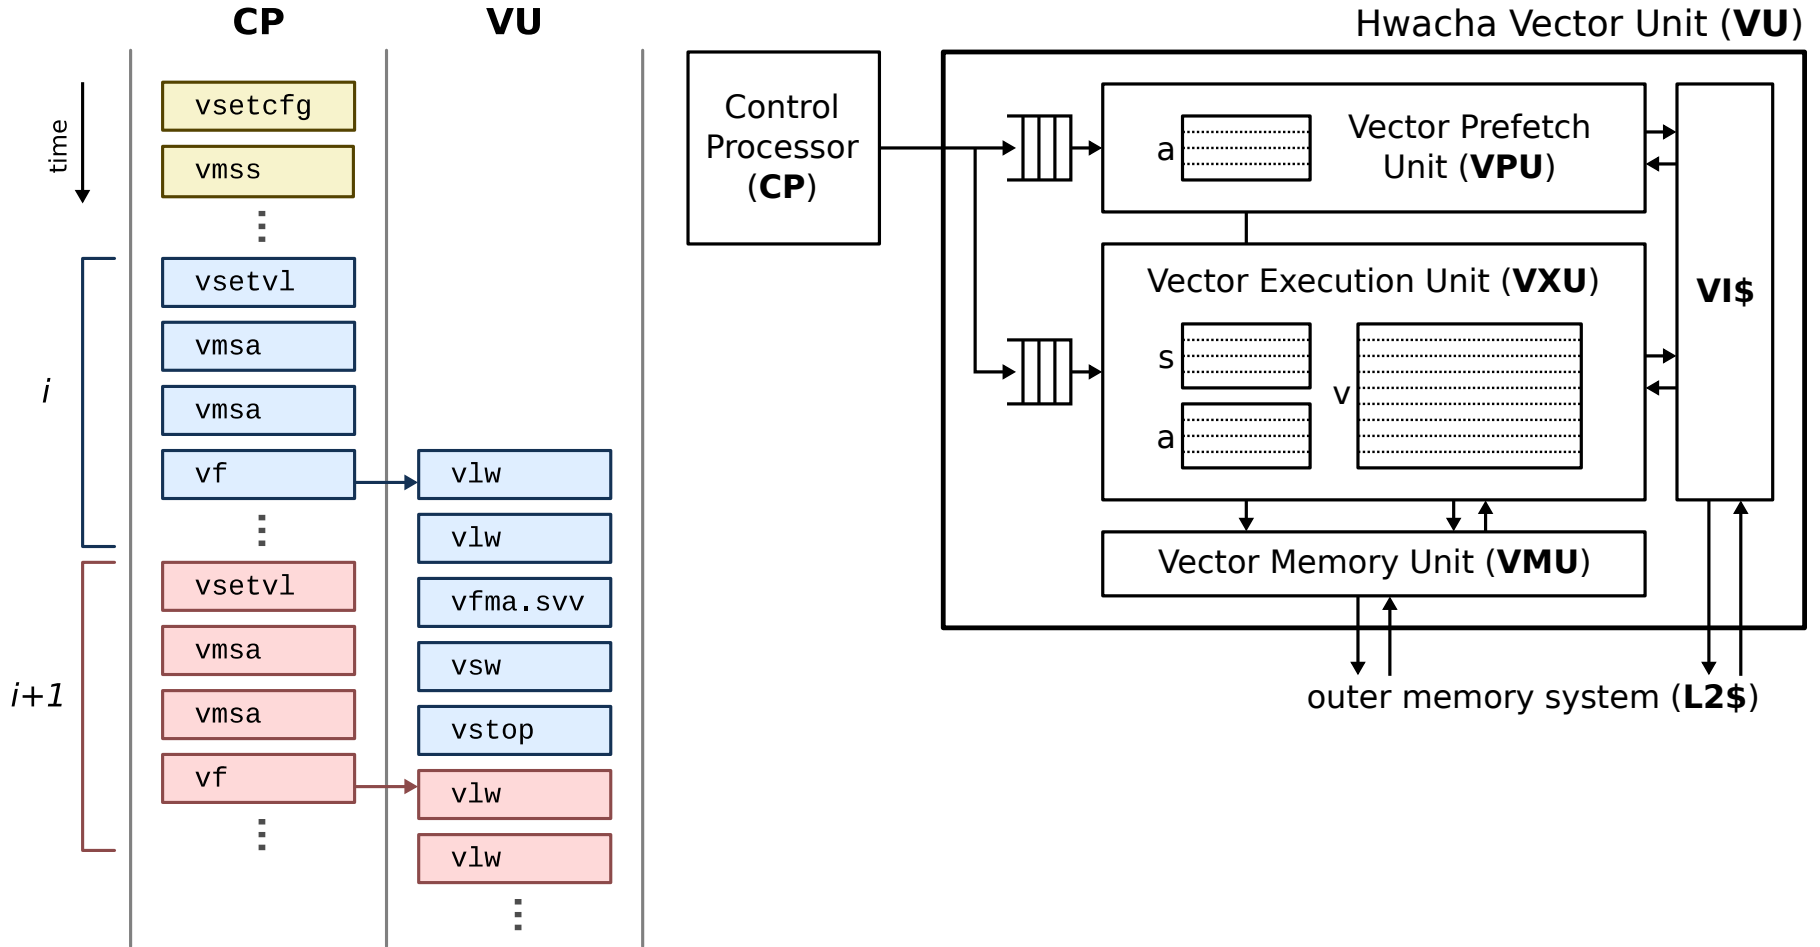 CP
VU
time
vsetcfg
vmss
i
vsetvl
vmsa
vmsa
vf
vlw
vlw
vfma.svv
vsw
vstop
i+1
vsetvl
vmsa
vmsa
vf
vlw
vlw
Hwacha Vector Unit (VU)
Control
Processor
(CP)
a
Vector Prefetch
Unit (VPU)
Vector Execution Unit (VXU)
s
a
v
VI$
Vector Memory Unit (VMU)
outer memory system (L2$)